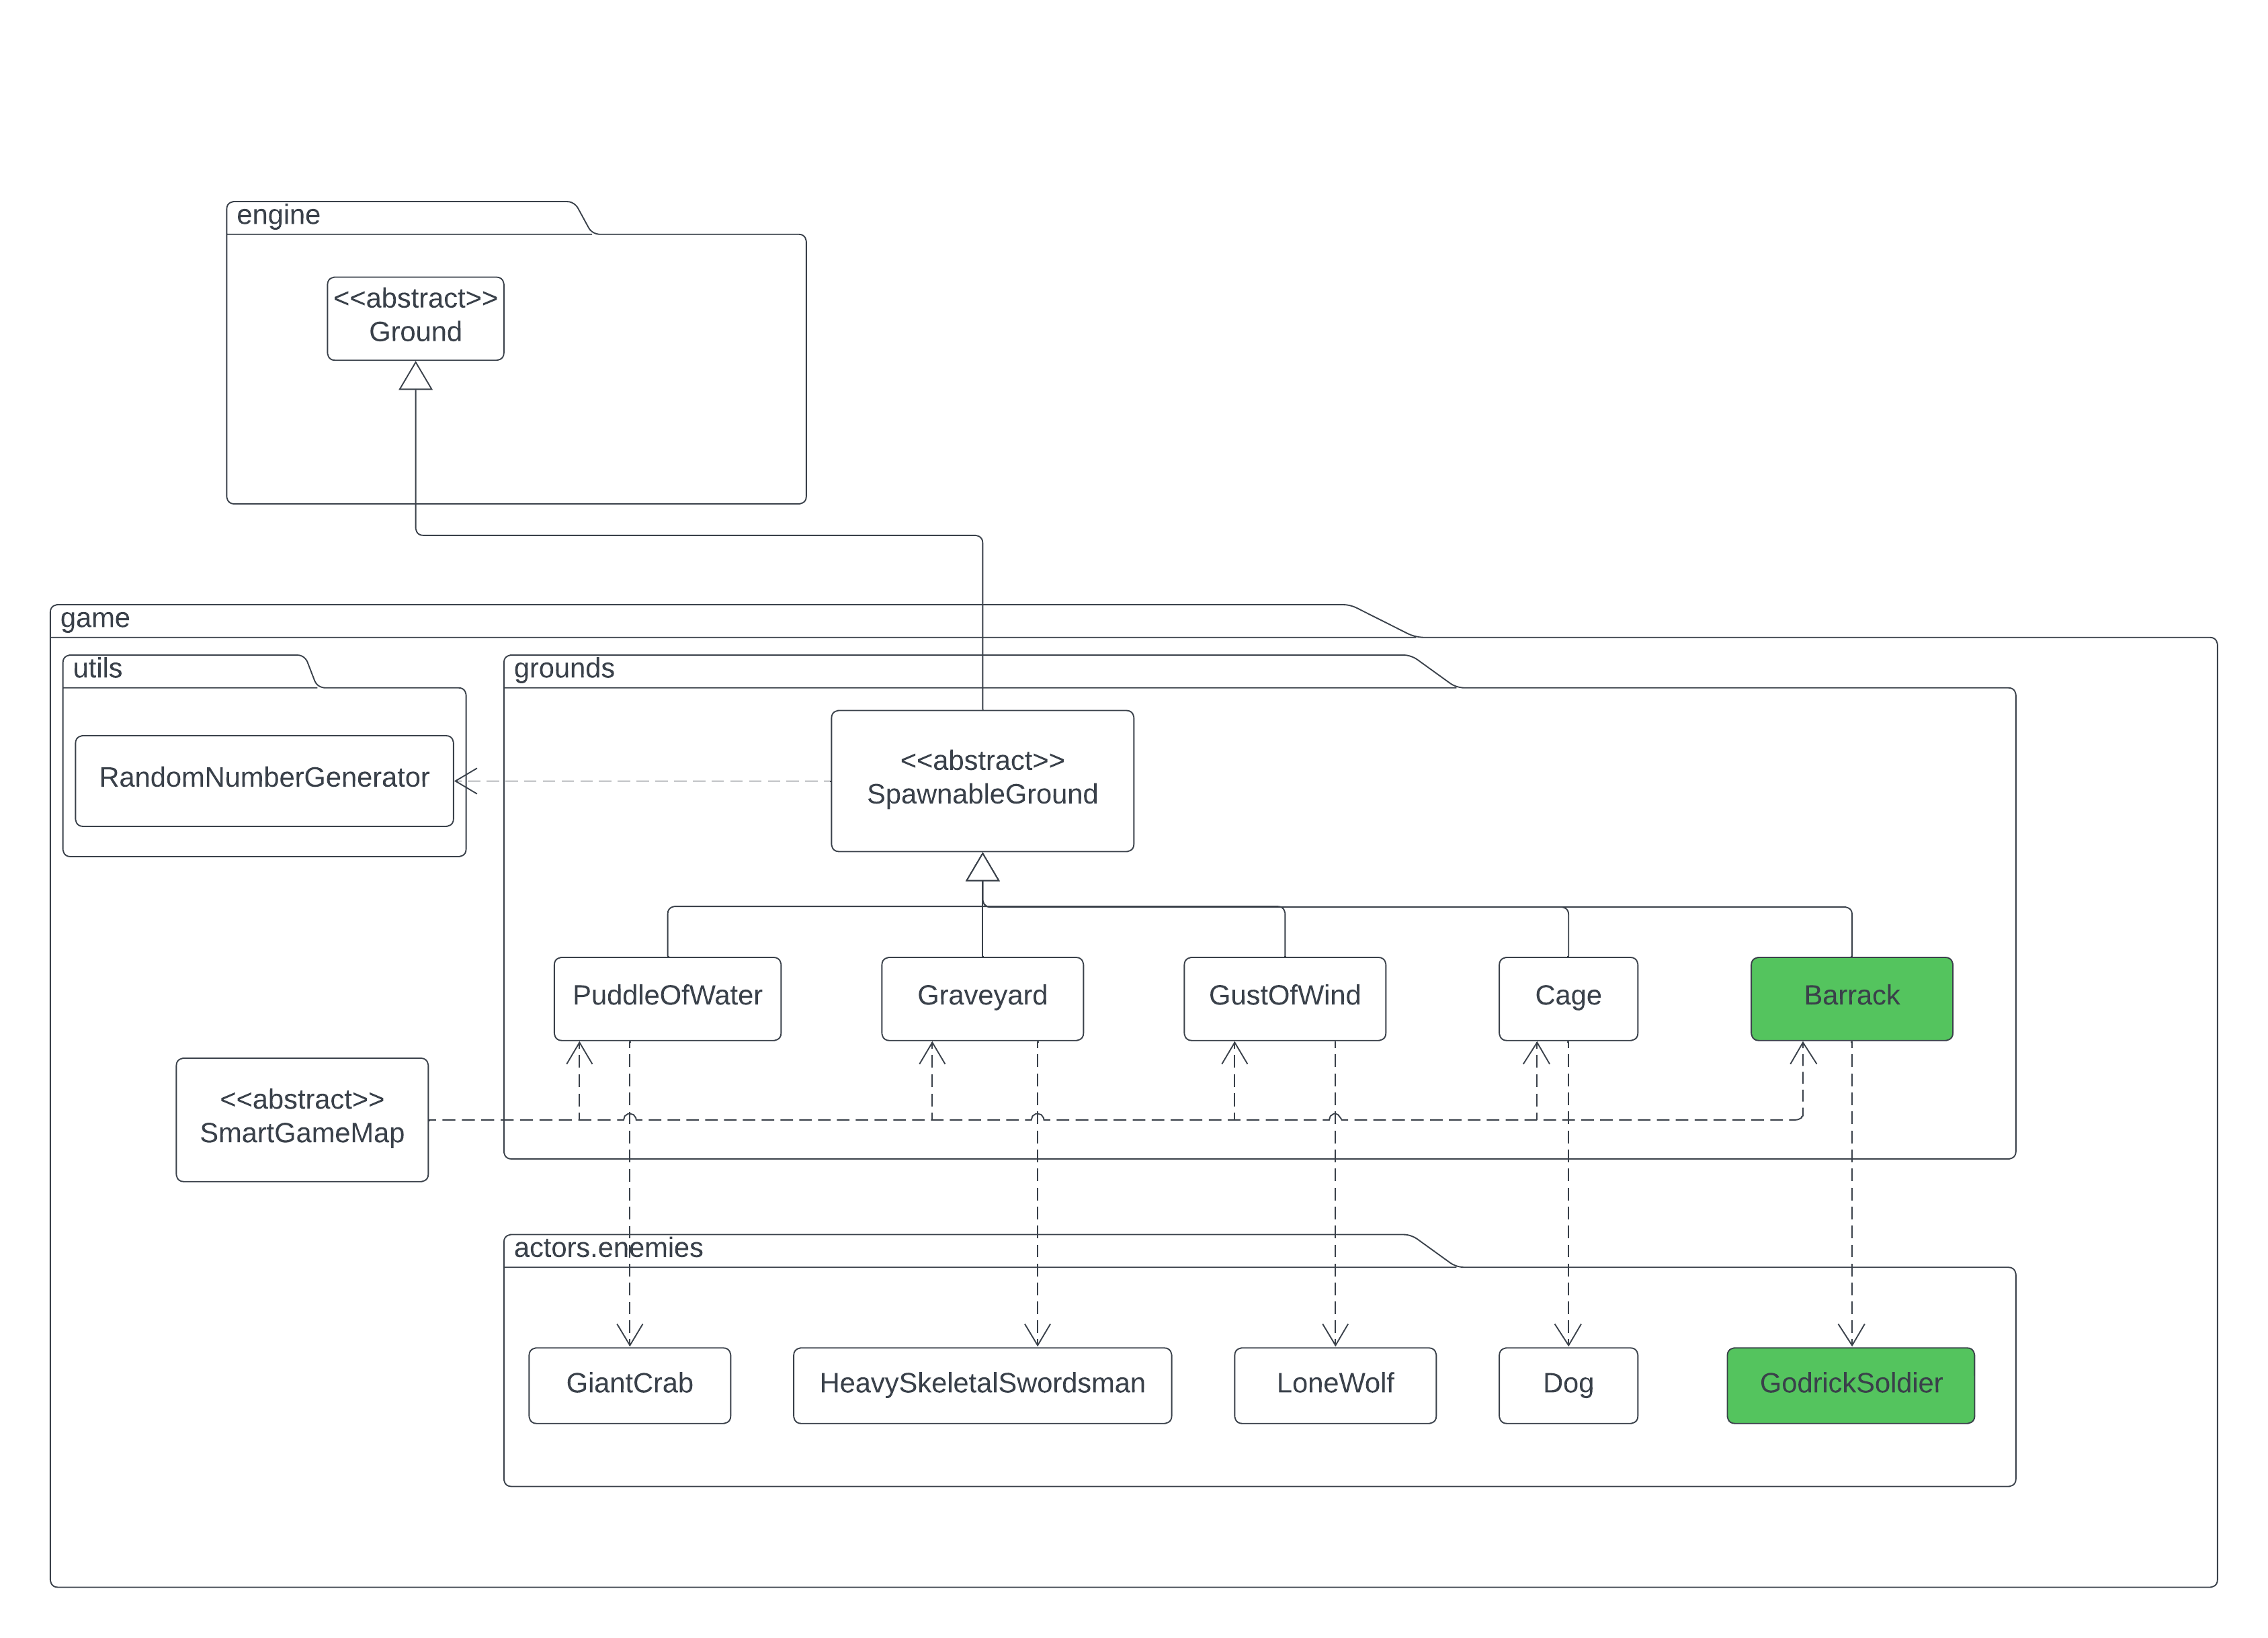 engine
<<abstract>>
Ground
game
utils
grounds
RandomNumberGenerator
<<abstract>>
SpawnableGround
PuddleOfWater
Graveyard
GustOfWind
Cage
Barrack
<<abstract>>
SmartGameMap
actors.enemies
GiantCrab
HeavySkeletalSwordsman
LoneWolf
Dog
GodrickSoldier